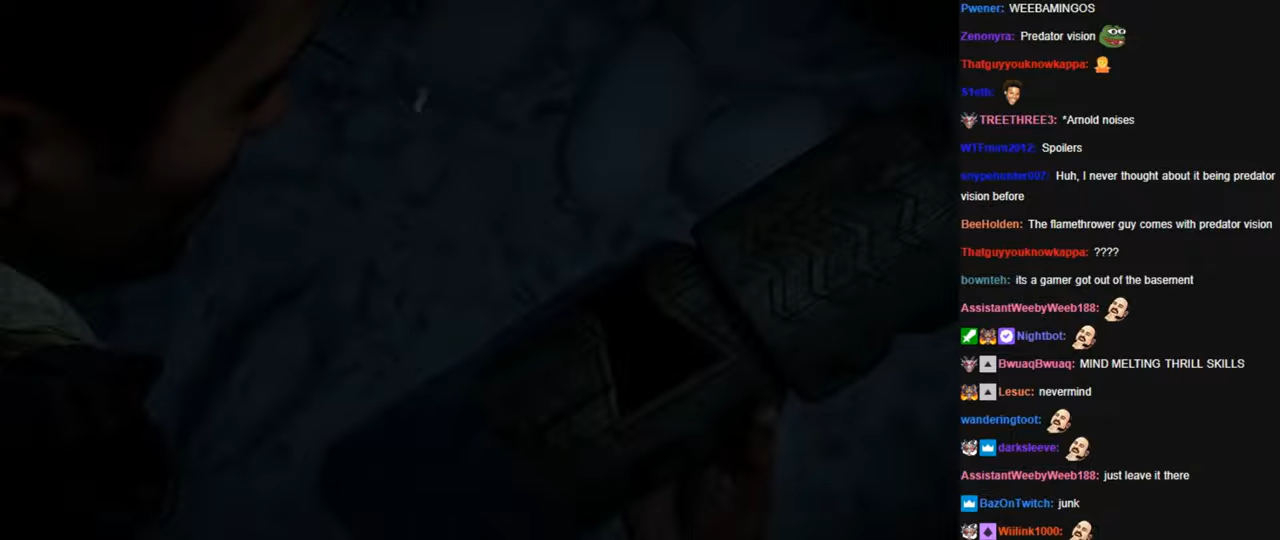 Pwener: WEEBAMINGOS
Zenonyra: Predator vision
Thatguyyouknowkappa:
51eth:
TREETHREE3: *Arnold noises
WTFmim2012: Spoilers
Huh, I never thought about it being predator
vision before
BeeHolden: The flamethrower guy comes with predator vision
Thatguyyouknowkappa: ????
bownteh: its a gamer got out of the basement
AssistantWeebyWeeb188:
Nightbot:
BwuaqBwuaq: MIND MELTING THRILL SKILLS
Lesuc: nevermind
wanderingtoot:
darksleeve:
AssistantWeebyWeeb188: just leave it there
BazOnTwitch: junk
Wiilink1000: